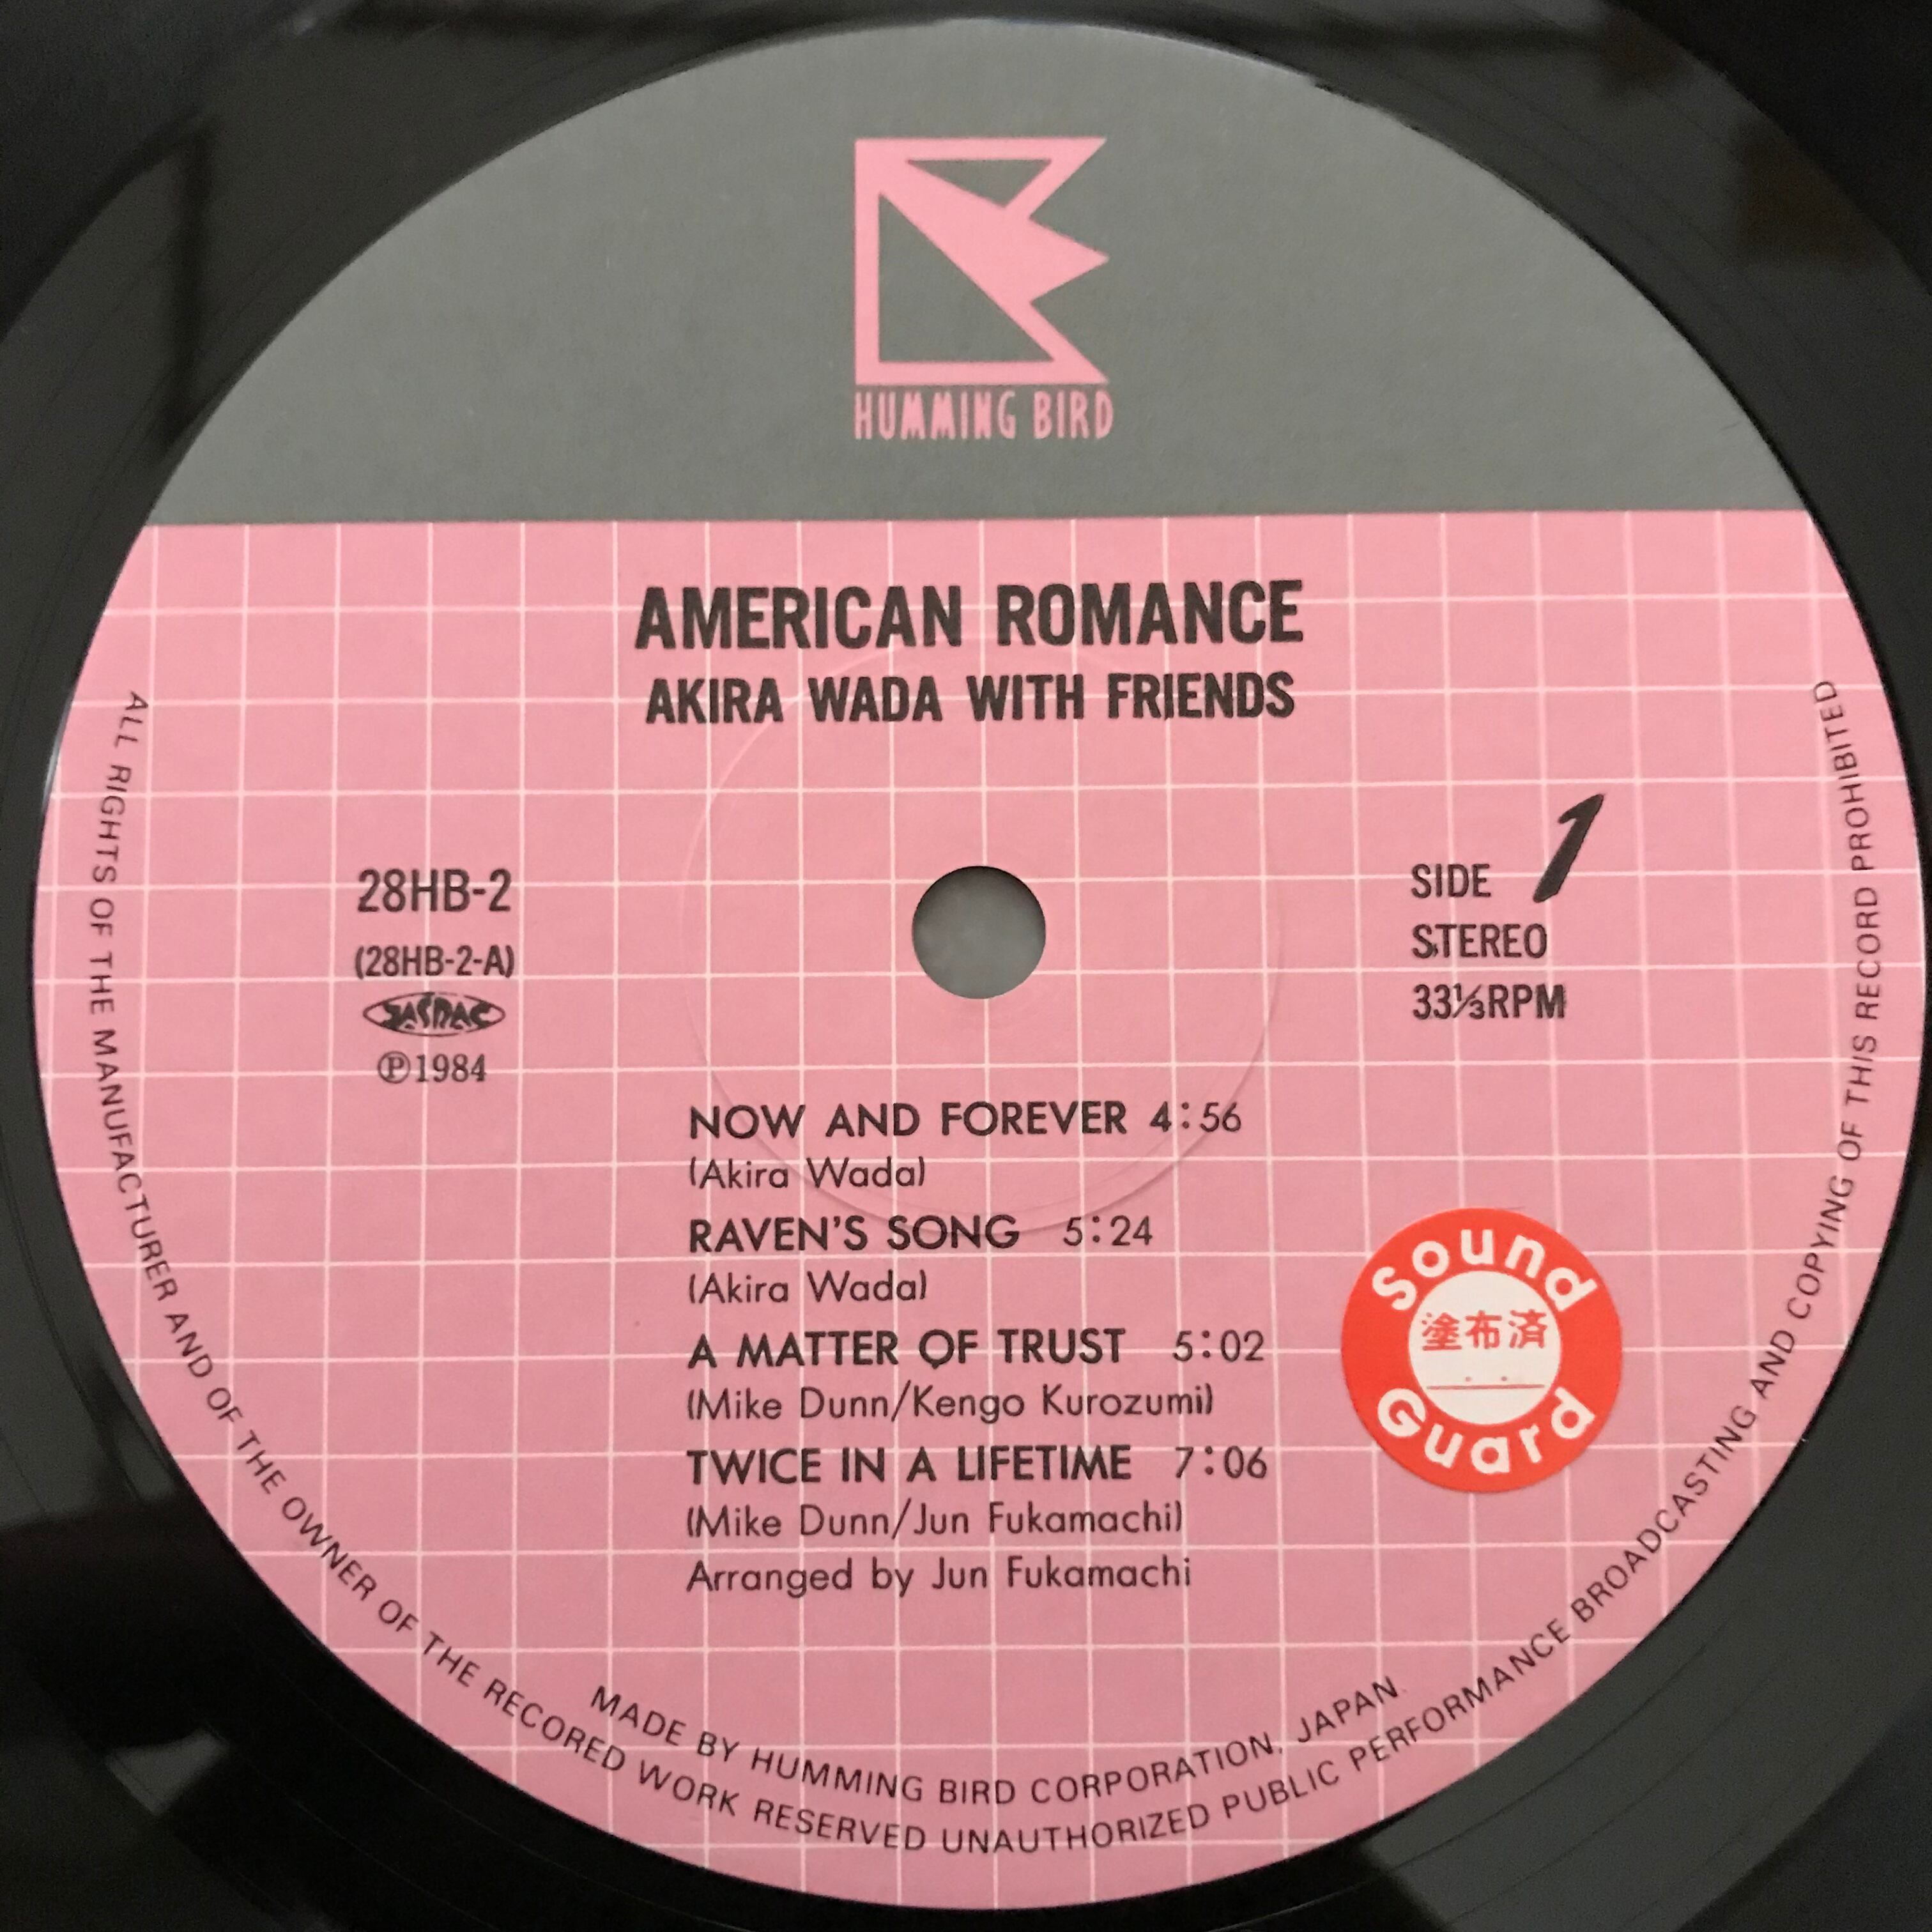 HUMMING BIRD
AMERICAN ROMANCE
AKIRA WADA WITH FRIENDS
28HB-2
(28HB-2-A)
JASRAC
Ⓟ1984
SIDE 1
STEREO
33⅓RPM
NOW AND FOREVER 4:56
(Akira Wada)
RAVEN'S SONG 5:24
(Akira Wada)
A MATTER OF TRUST 5:02
(Mike Dunn/Kengo Kurozumi)
TWICE IN A LIFETIME 7:06
(Mike Dunn/Jun Fukamachi)
Arranged by Jun Fukamachi
Sound
塗布済
Guard
MADE BY HUMMING BIRD CORPORATION, JAPAN.
ALL RIGHTS OF THE MANUFACTURER AND OF THE OWNER OF THE RECORED WORK RESERVED UNAUTHORIZED PUBLIC PERFORMANCE BROADCASTING AND COPYING OF THIS RECORD PROHIBITED